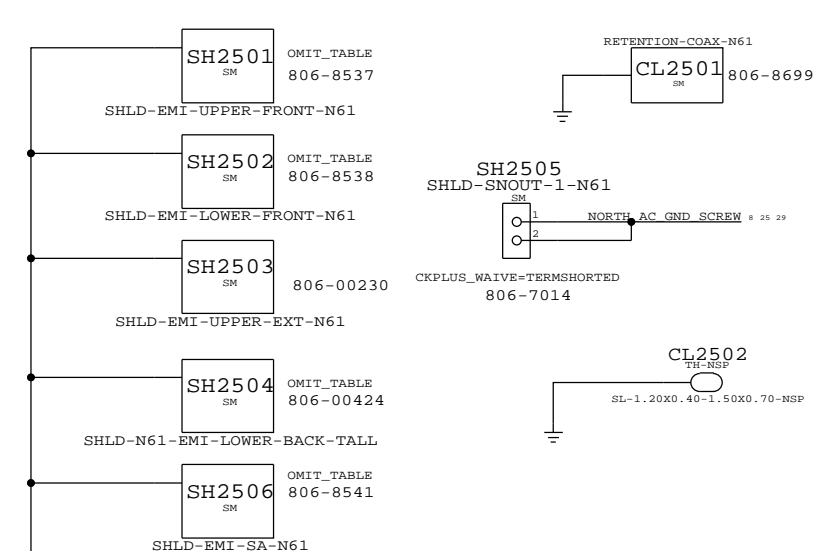 SH2501
SM
OMIT_TABLE
806-8537
SHLD-EMI-UPPER-FRONT-N61
SH2502
SM
OMIT_TABLE
806-8538
SHLD-EMI-LOWER-FRONT-N61
SH2503
SM
806-00230
SHLD-EMI-UPPER-EXT-N61
SH2504
SM
OMIT_TABLE
806-00424
SHLD-N61-EMI-LOWER-BACK-TALL
SH2506
SM
OMIT_TABLE
806-8541
SHLD-EMI-SA-N61
RETENTION-COAX-N61
CL2501
SM
806-8699
SH2505
SHLD-SNOUT-1-N61
SM
1
NORTH_AC_GND_SCREW 8 25 29
2
CKPLUS_WAIVE=TERMSHORTED
806-7014
CL2502
TH-NSP
SL-1.20X0.40-1.50X0.70-NSP